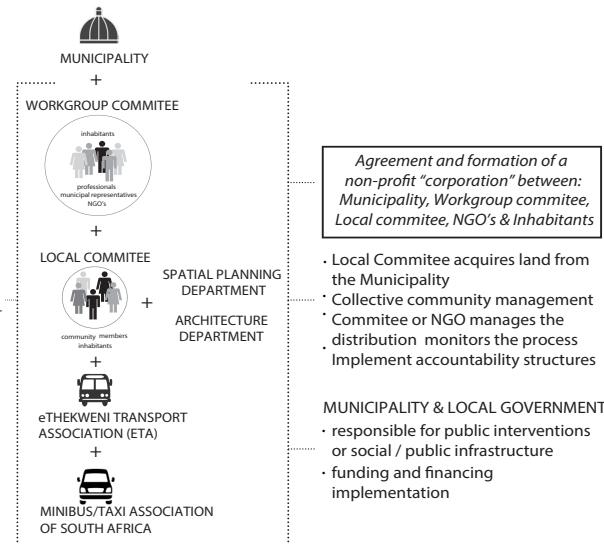 MUNICIPALITY
+
WORKGROUP COMMITEE
inhabitants
professionals
municipal representatives
NGO's
+
LOCAL COMMITEE
community members
inhabitants
+
SPATIAL PLANNING
DEPARTMENT
ARCHITECTURE
DEPARTMENT
+
eTHEKWENI TRANSPORT
ASSOCIATION (ETA)
+
MINIBUS/TAXI ASSOCIATION
OF SOUTH AFRICA
Agreement and formation of a
non-profit “corporation” between:
Municipality, Workgroup commitee,
Local commitee, NGO's & Inhabitants
· Local Commitee acquires land from
the Municipality
· Collective community management
· Commitee or NGO manages the
distribution monitors the process
· Implement accountability structures
MUNICIPALITY & LOCAL GOVERNMENT
· responsible for public interventions
or social / public infrastructure
· funding and financing
implementation